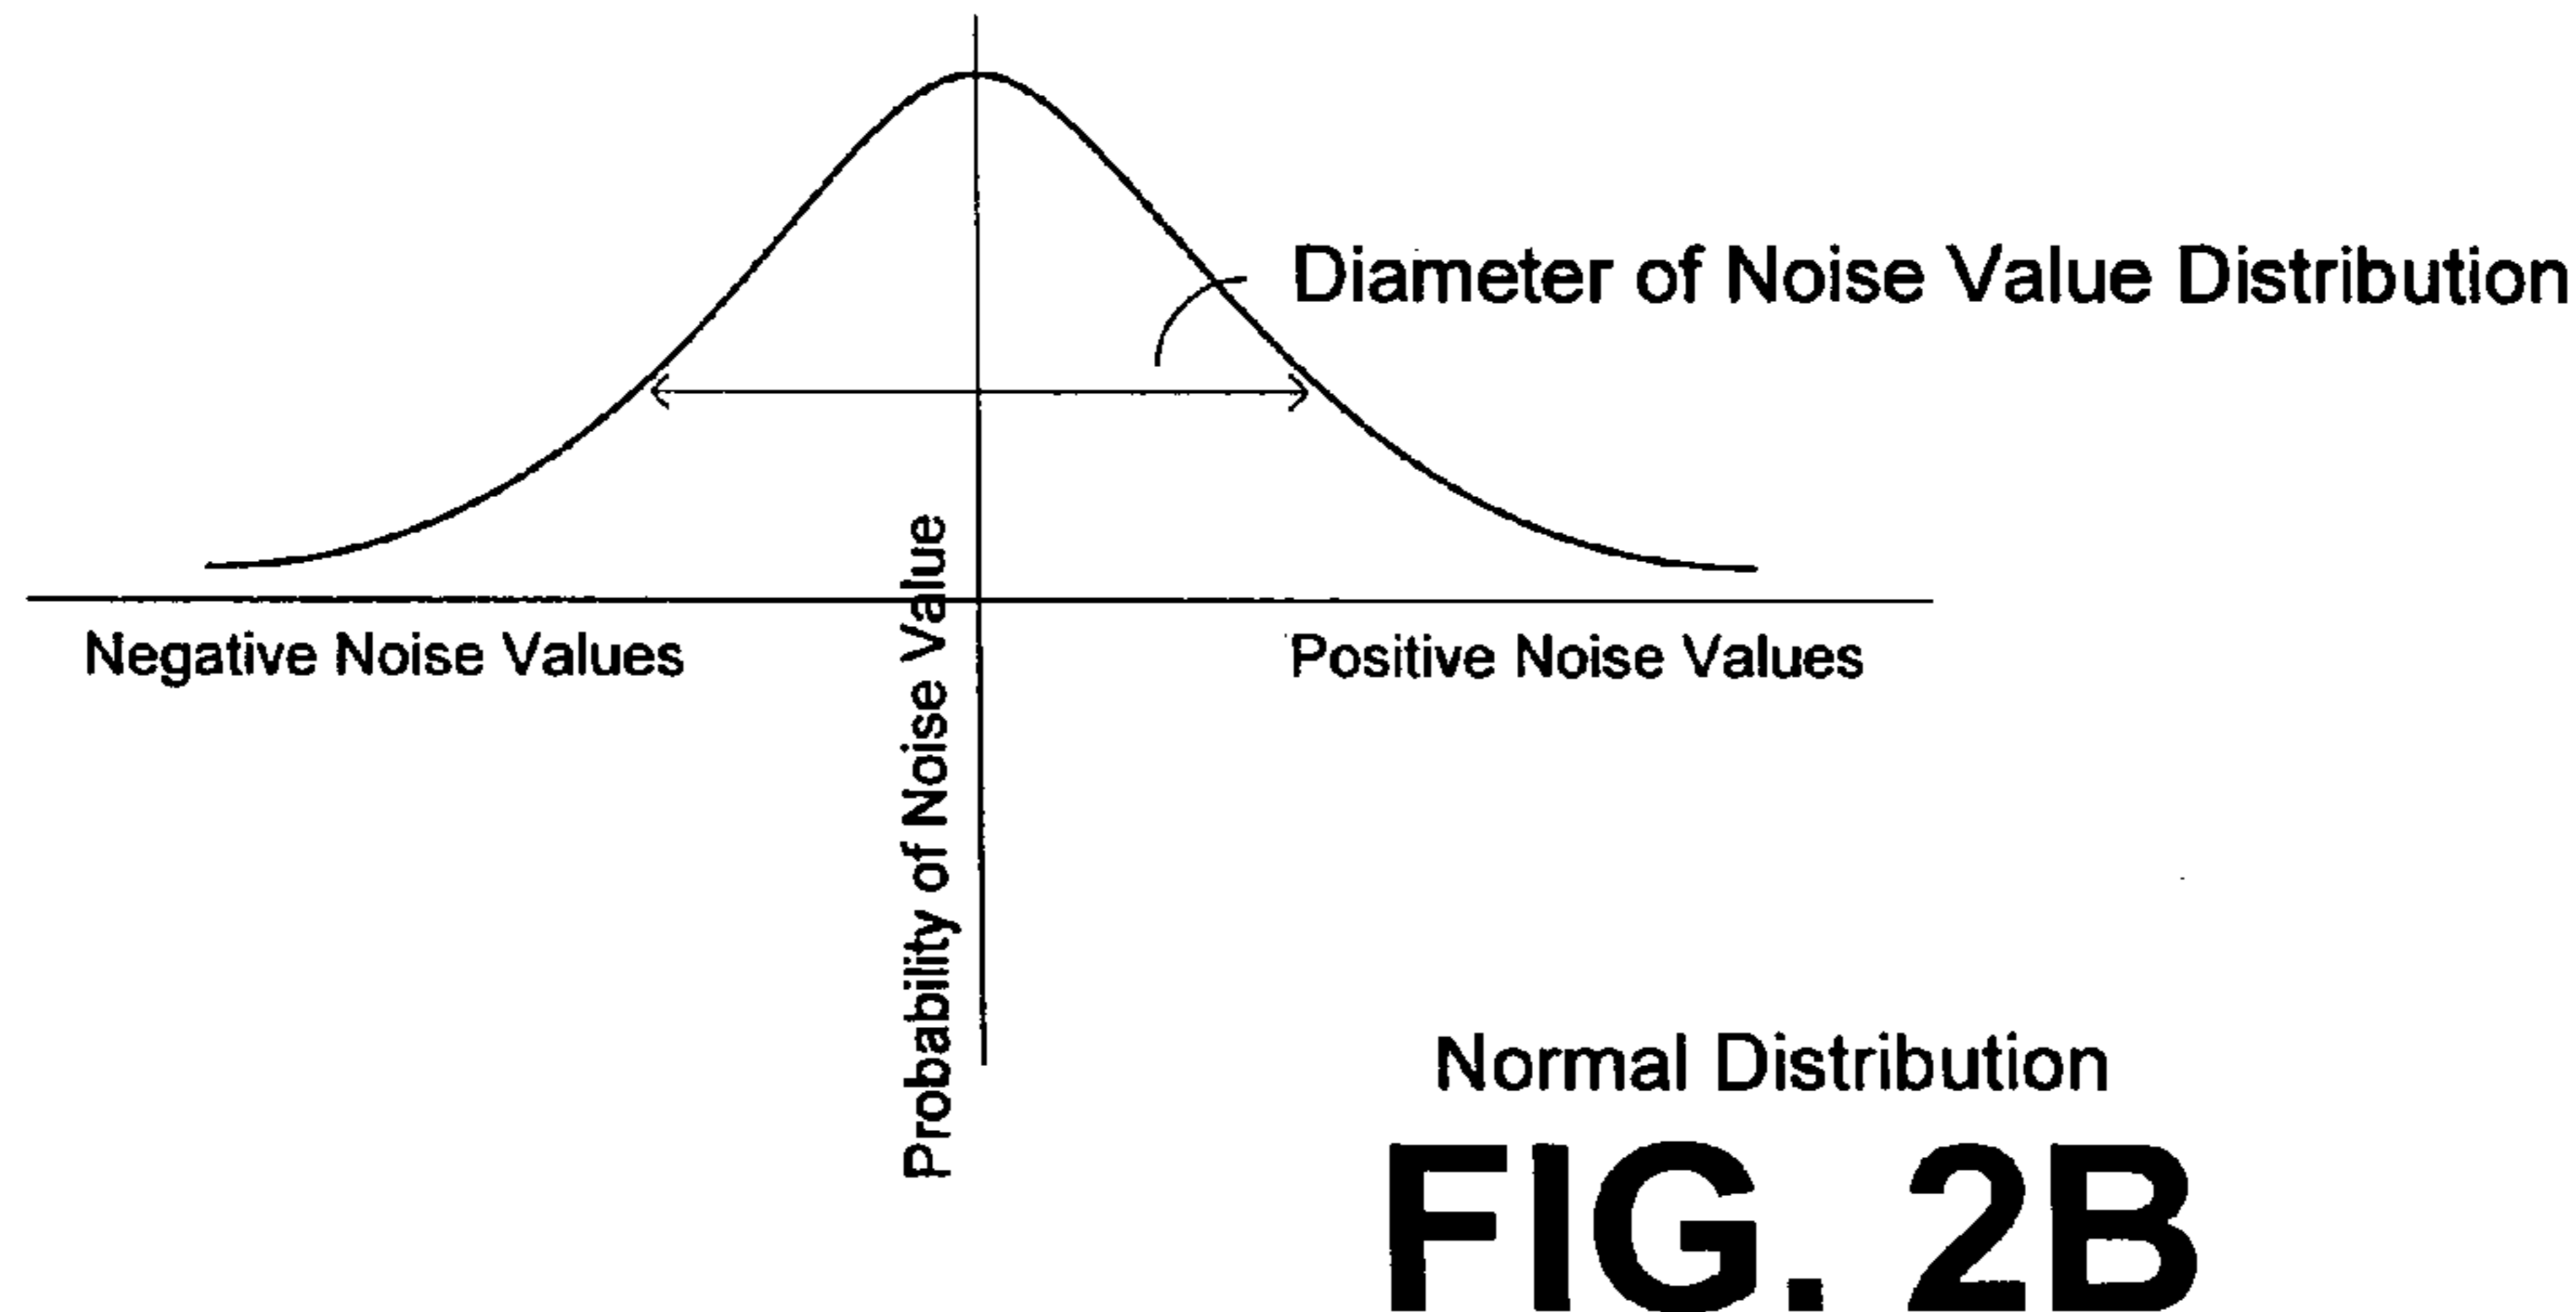 Diameter of Noise Value Distribution
Negative Noise Values
Positive Noise Values
Probability of Noise Value
Normal Distribution
FIG. 2B